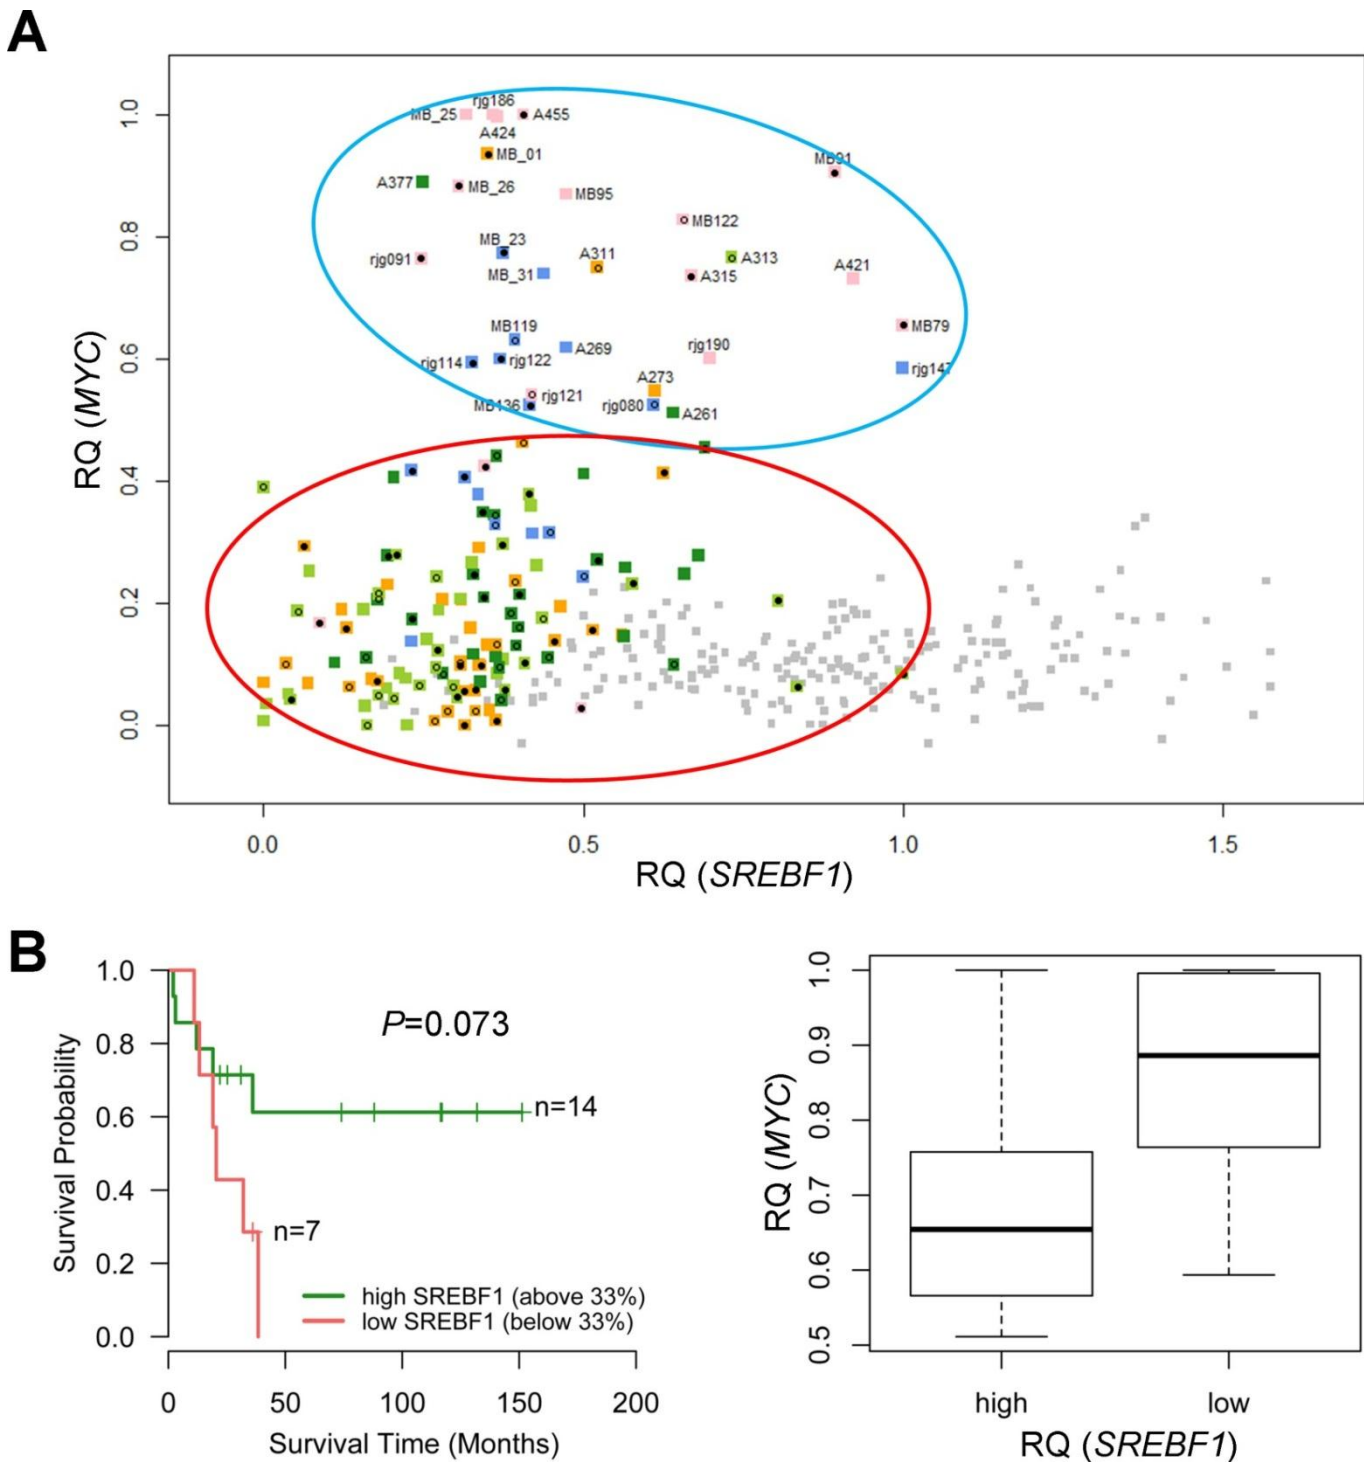 A
rjg186
MB_25
A455
A424
MB_01
MB91
A377
MB_26
MB95
MB122
MB_23
rjg091
A311
A313
MB_31
A315
A421
MB119
MB79
A269
rjg190
rjg114
rjg122
rjg147
A273
rjg121
MB136
rjg080
A261
1.0
0.8
0.6
0.4
0.2
0.0
RQ (MYC)
0.0 0.5 1.0 1.5
RQ (SREBF1)
B
1.0
0.8
0.6
0.4
0.2
0.0
Survival Probability
P=0.073
n=14
n=7
high SREBF1 (above 33%)
low SREBF1 (below 33%)
0 50 100 150 200
Survival Time (Months)
1.0
0.9
0.8
0.7
0.6
0.5
RQ (MYC)
high low
RQ (SREBF1)